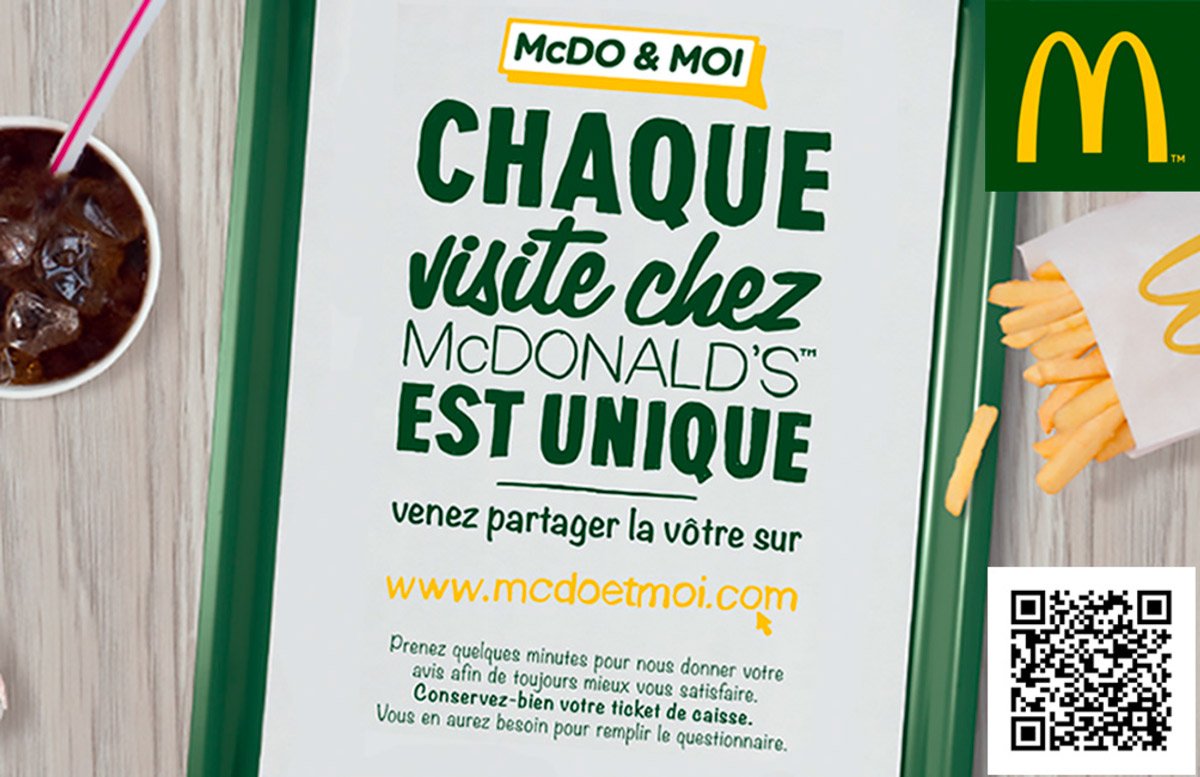 McDO & MOI
CHAQUE
visite chez
McDONALD'S™
EST UNIQUE
venez partager la vôtre sur
www.mcdoetmoi.com
Prenez quelques minutes pour nous donner votre
avis afin de toujours mieux vous satisfaire.
Conservez-bien votre ticket de caisse.
Vous en aurez besoin pour remplir le questionnaire.
M™